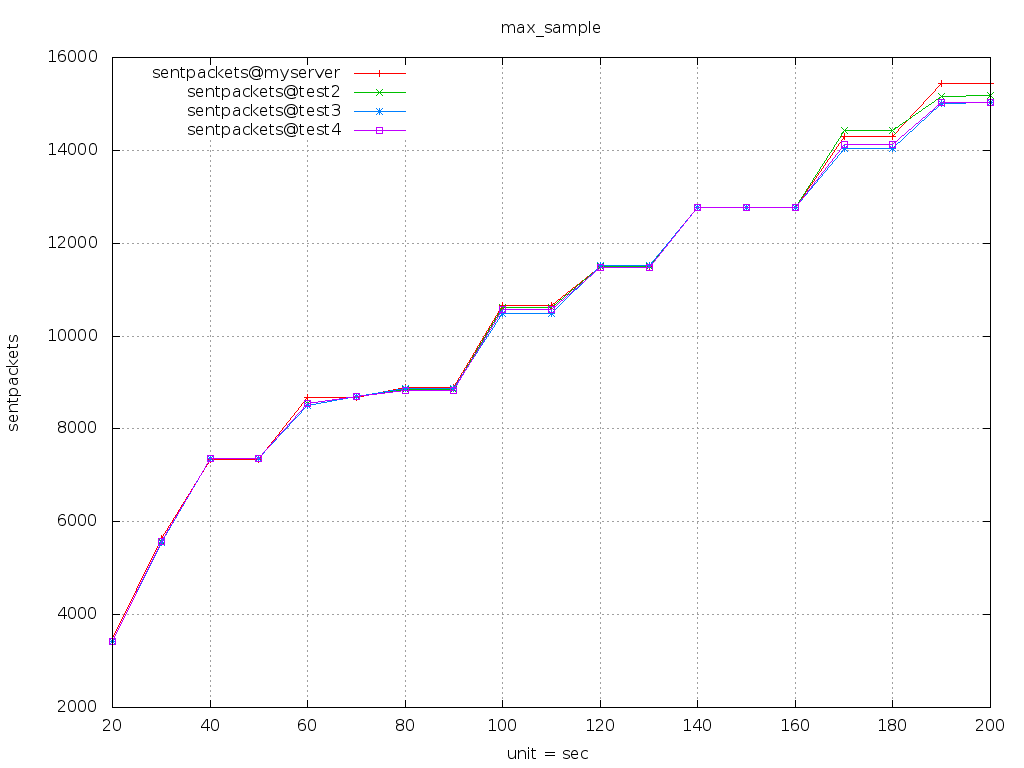 max_sample
16000
14000
12000
10000
8000
6000
4000
2000
sentpackets
sentpackets@myserver
sentpackets@test2
sentpackets@test3
sentpackets@test4
20 40 60 80 100 120 140 160 180 200
unit = sec